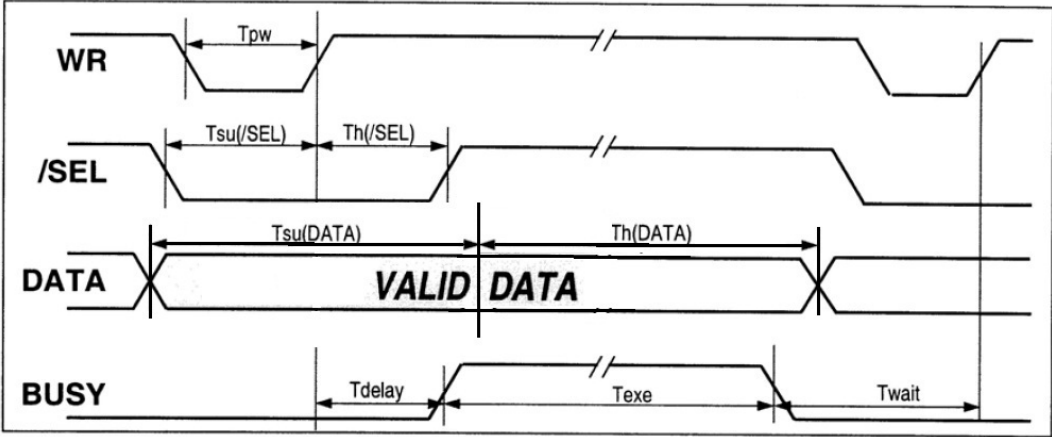 Tpw
WR
Tsu(/SEL) Th(/SEL)
/SEL
Tsu(DATA) Th(DATA)
DATA VALID DATA
BUSY Tdelay Texe Twait